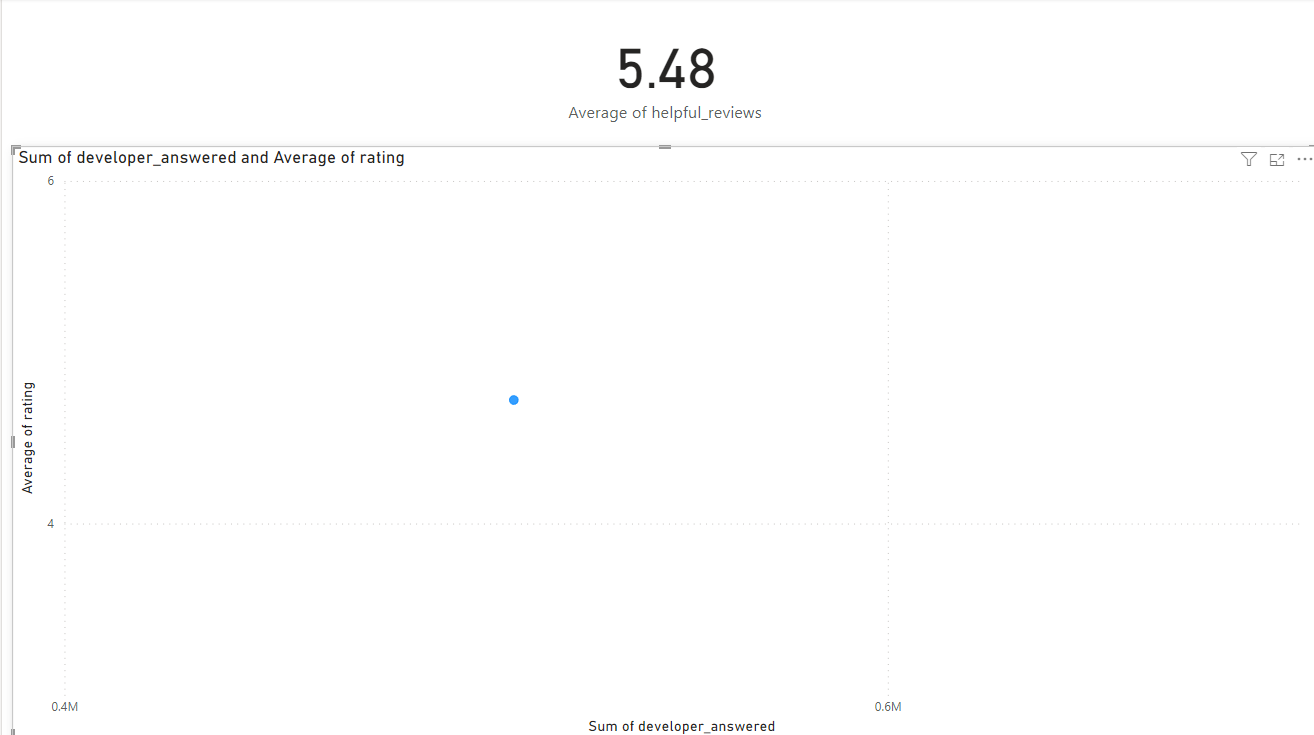 5.48
Average of helpful_reviews
Sum of developer_answered and Average of rating
6
Average of rating
4
0.4M
0.6M
Sum of developer_answered